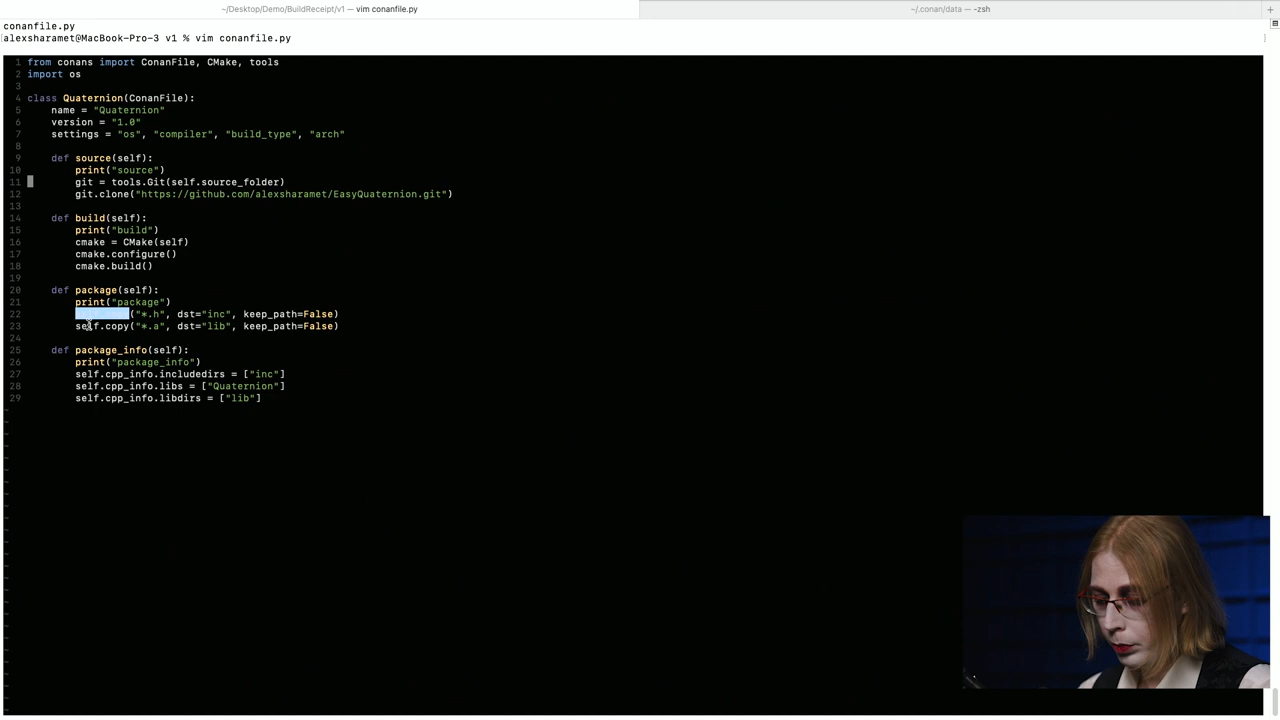 ~/Desktop/Demo/BuildReceipt/v1 — vim conanfile.py
~/.conan/data — -zsh
conanfile.py
alexsharamet@MacBook-Pro-3 v1 % vim conanfile.py
1 from conans import ConanFile, CMake, tools
2 import os
3
4 class Quaternion(ConanFile):
5     name = "Quaternion"
6     version = "1.0"
7     settings = "os", "compiler", "build_type", "arch"
8
9     def source(self):
10         print("source")
11         git = tools.Git(self.source_folder)
12         git.clone("https://github.com/alexsharamet/EasyQuaternion.git")
13
14     def build(self):
15         print("build")
16         cmake = CMake(self)
17         cmake.configure()
18         cmake.build()
19
20     def package(self):
21         print("package")
22         ("*.h", dst="inc", keep_path=False)
23         self.copy("*.a", dst="lib", keep_path=False)
24
25     def package_info(self):
26         print("package_info")
27         self.cpp_info.includedirs = ["inc"]
28         self.cpp_info.libs = ["Quaternion"]
29         self.cpp_info.libdirs = ["lib"]